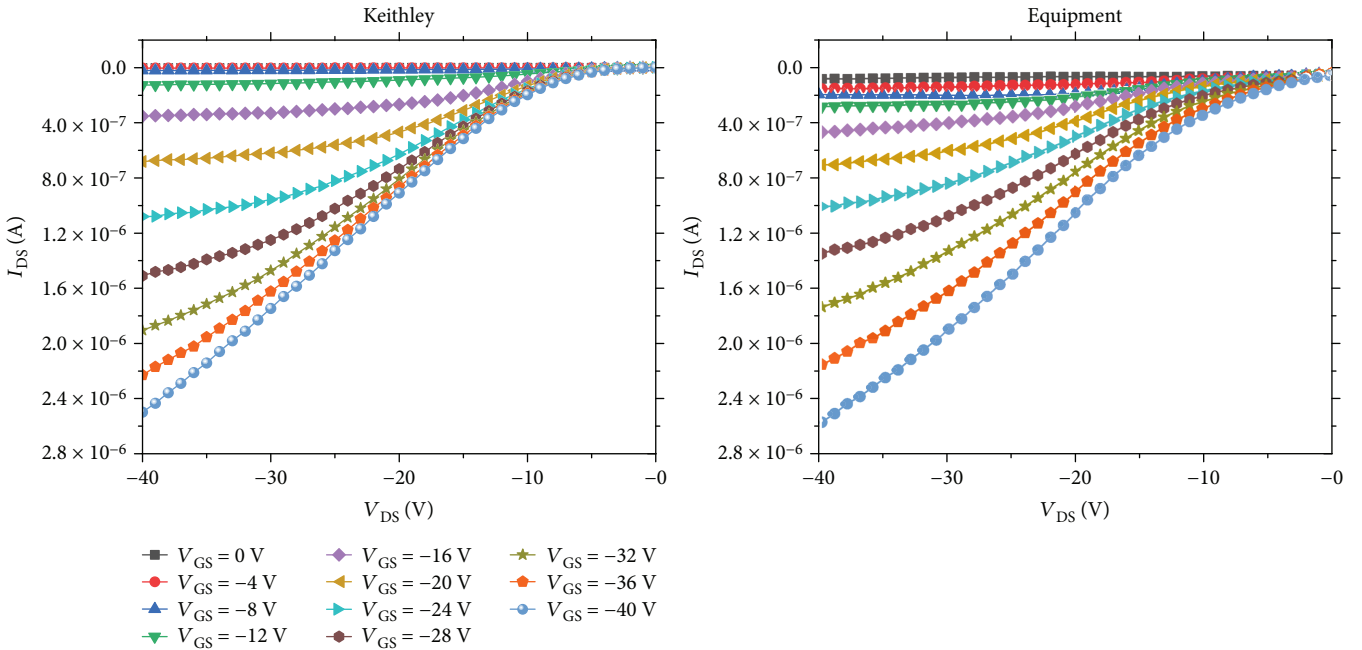 Keithley
0.0
4.0 × 10⁻⁷
8.0 × 10⁻⁷
1.2 × 10⁻⁶
1.6 × 10⁻⁶
2.0 × 10⁻⁶
2.4 × 10⁻⁶
2.8 × 10⁻⁶
I_DS (A)
−40 −30 −20 −10 −0
V_DS (V)
Equipment
0.0
4.0 × 10⁻⁷
8.0 × 10⁻⁷
1.2 × 10⁻⁶
1.6 × 10⁻⁶
2.0 × 10⁻⁶
2.4 × 10⁻⁶
2.8 × 10⁻⁶
I_DS (A)
−40 −30 −20 −10 −0
V_DS (V)
V_GS = 0 V
V_GS = −4 V
V_GS = −8 V
V_GS = −12 V
V_GS = −16 V
V_GS = −20 V
V_GS = −24 V
V_GS = −28 V
V_GS = −32 V
V_GS = −36 V
V_GS = −40 V